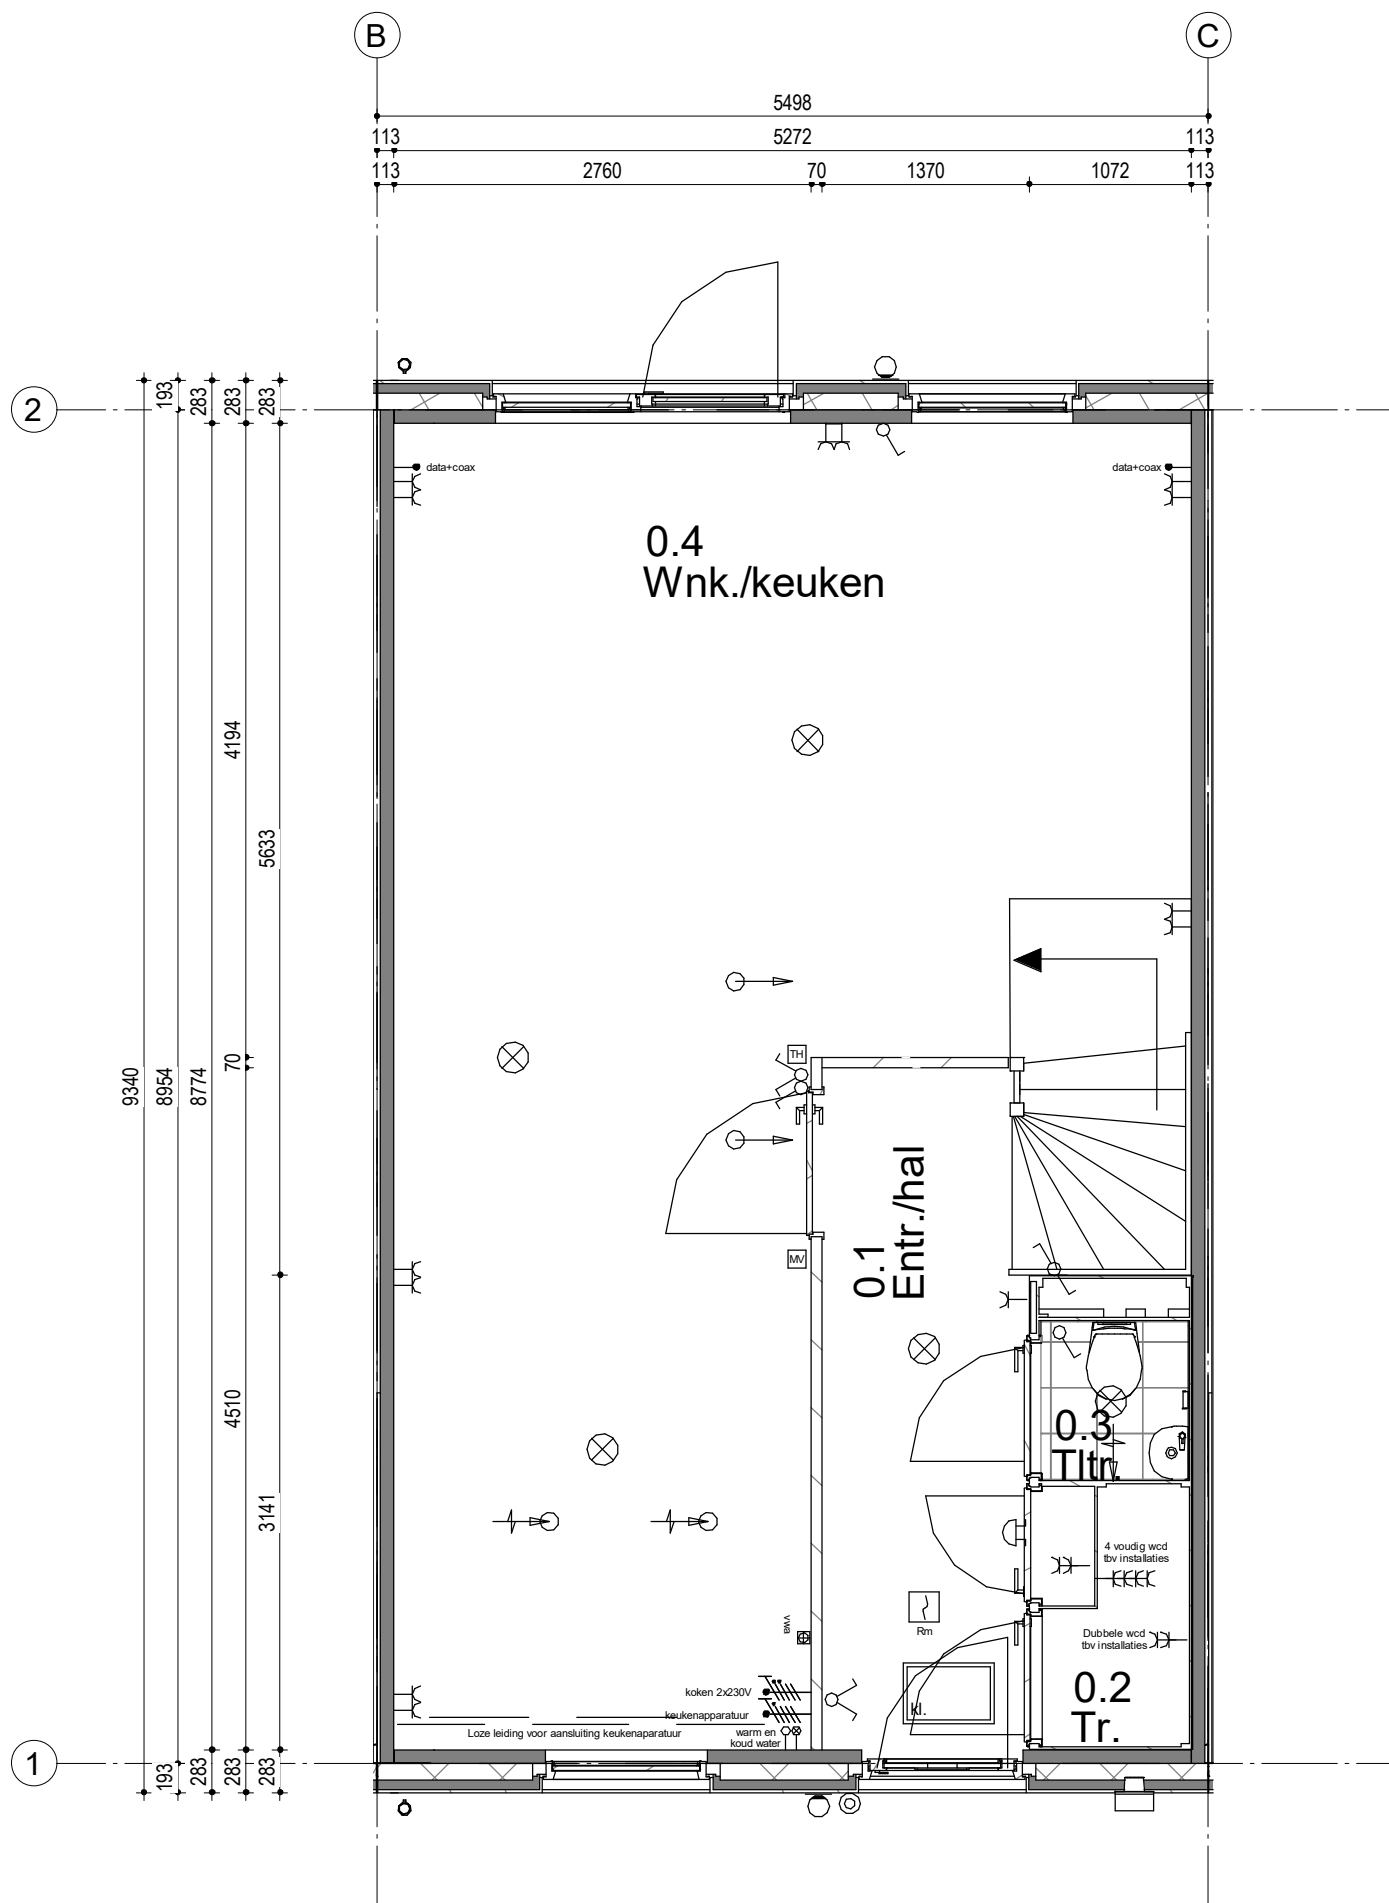 B
C
5498
113
5272
113
113
2760
70
1370
1072
113
2
193
283
283
283
data+coax
data+coax
0.4
Wnk./keuken
4194
5633
TH
70
9340
8954
8774
0.1
Entr./hal
MV
4510
0.3
Tltr.
3141
4 voudig wcd
tbv installaties
vwa
Rm
Dubbele wcd
tbv installaties
koken 2x230V
0.2
Tr.
kl.
keukenapparatuur
Loze leiding voor aansluiting keukenaparatuur
warm en
koud water
1
193
283
283
283